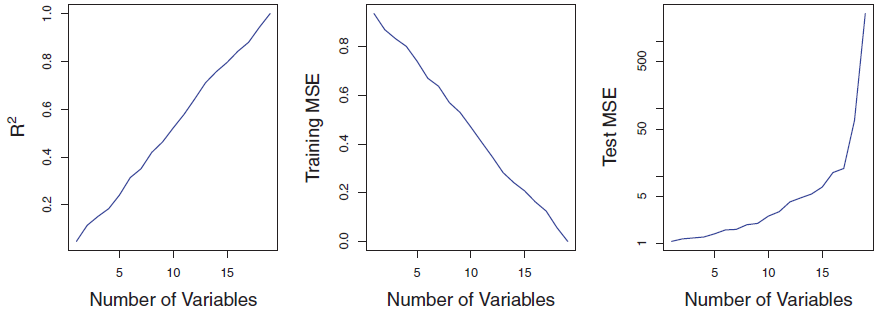 R²
0.2 0.4 0.6 0.8 1.0
5 10 15
Number of Variables
Training MSE
0.0 0.2 0.4 0.6 0.8
5 10 15
Number of Variables
Test MSE
1 5 50 500
5 10 15
Number of Variables